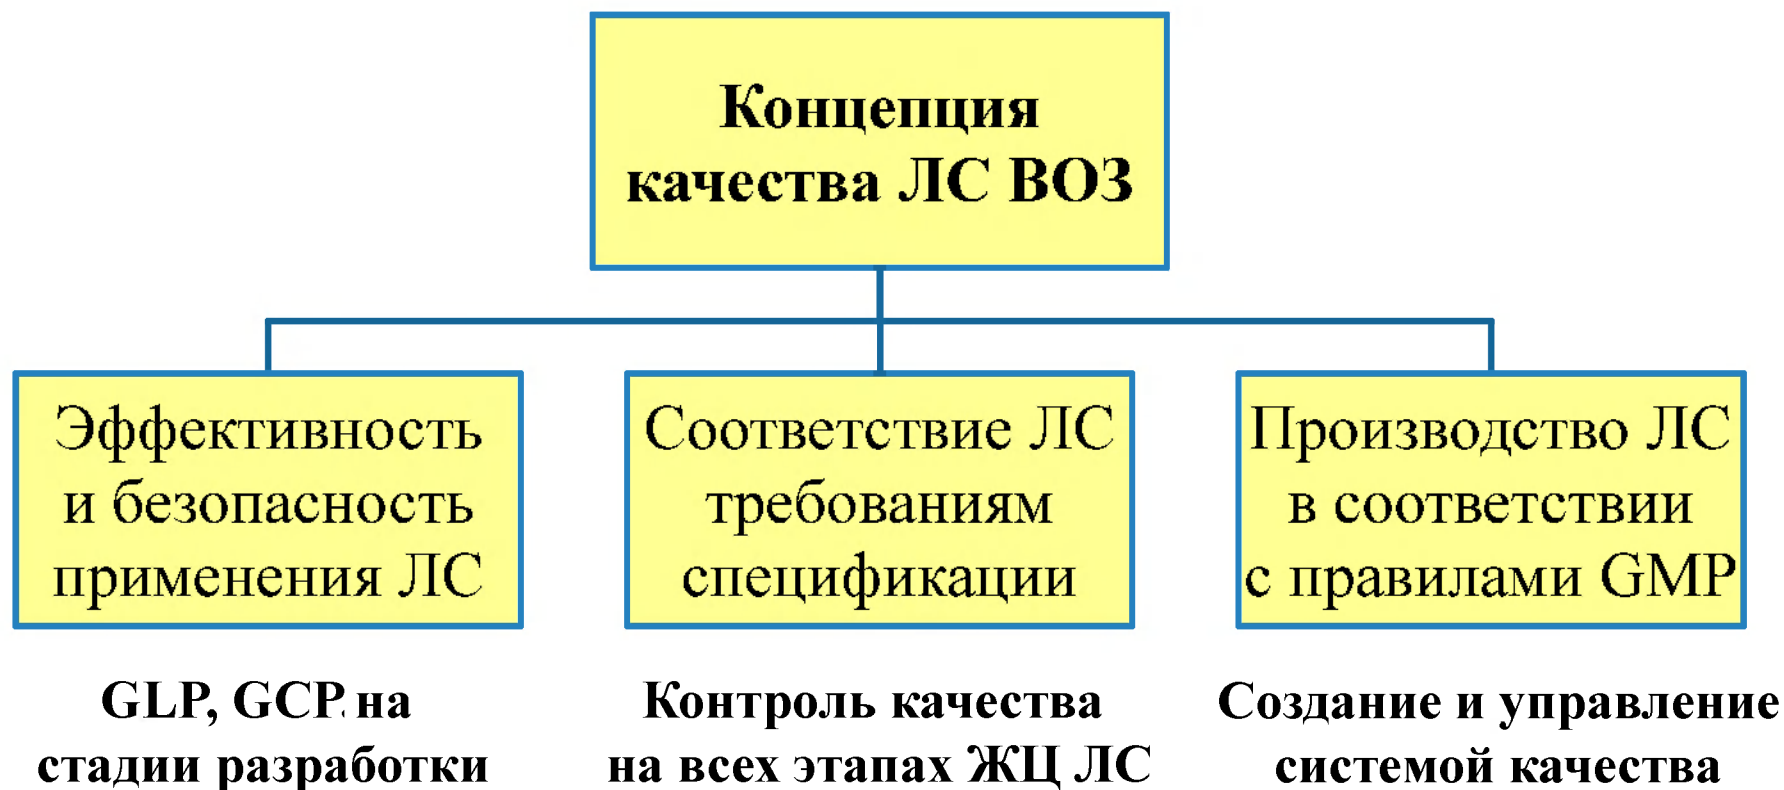 Концепция
качества ЛС ВОЗ
Эффективность
и безопасность
применения ЛС
Соответствие ЛС
требованиям
спецификации
Производство ЛС
в соответствии
с правилами GMP
GLP, GCP на
стадии разработки
Контроль качества
на всех этапах ЖЦ ЛС
Создание и управление
системой качества